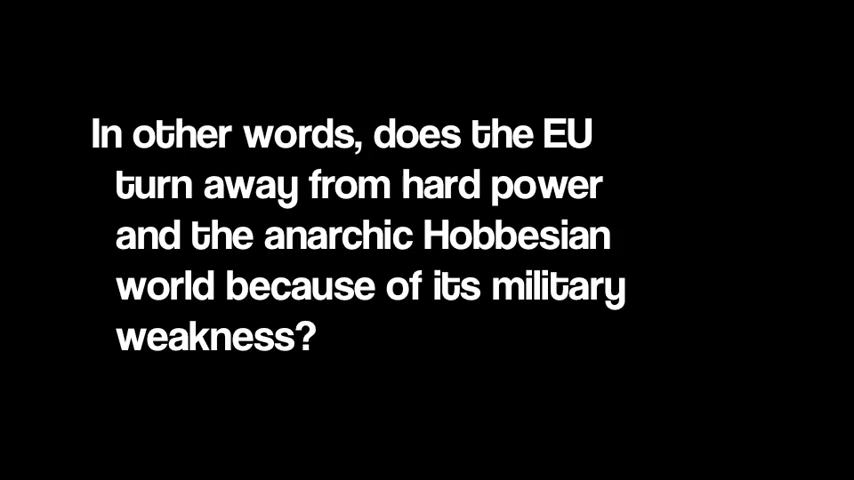 In other words, does the EU
turn away from hard power
and the anarchic Hobbesian
world because of its military
weakness?